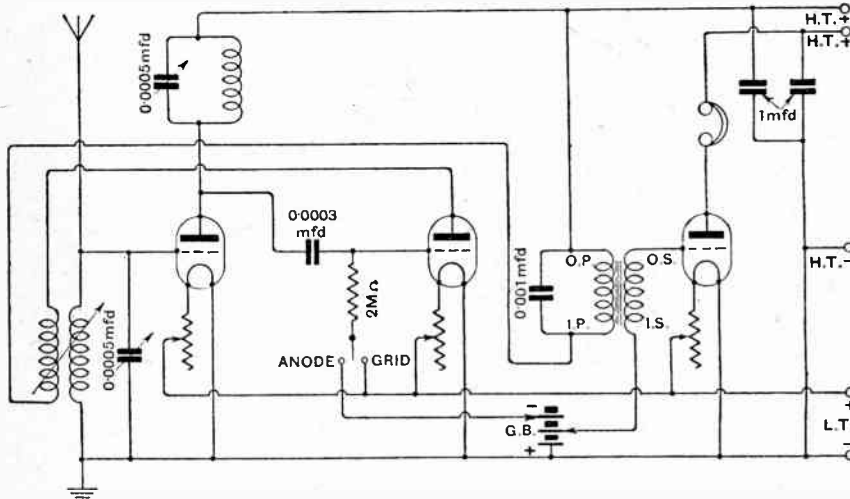 H.T.+
H.T.+
0·0005mfd
1mfd
0·0003
mfd
0·001mfd
O.P.
O.S.
H.T.-
2MΩ
I.P.
I.S.
0·0005mfd
ANODE
GRID
-
+
G.B.
L.T
+
-